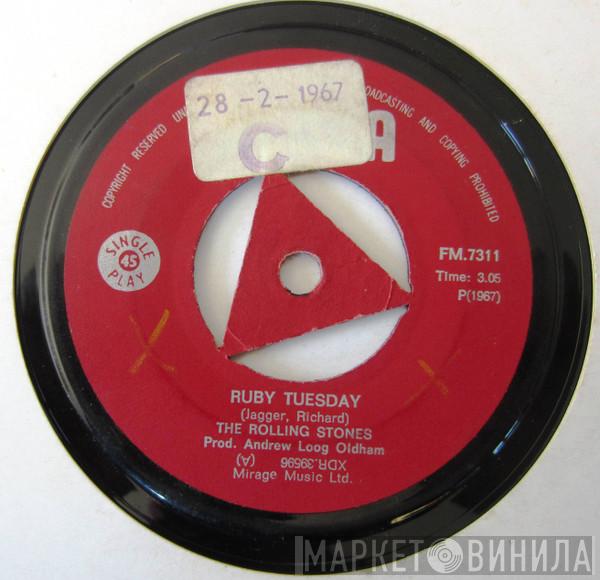 28-2-1967
C
A
COPYRIGHT RESERVED
BROADCASTING AND COPYING PROHIBITED
SINGLE
45
PLAY
FM.7311
Time: 3.05
P(1967)
RUBY TUESDAY
(Jagger, Richard)
THE ROLLING STONES
Prod. Andrew Loog Oldham
XDR.39596 (A)
Mirage Music Ltd.
МАРКЕТ ВИНИЛА